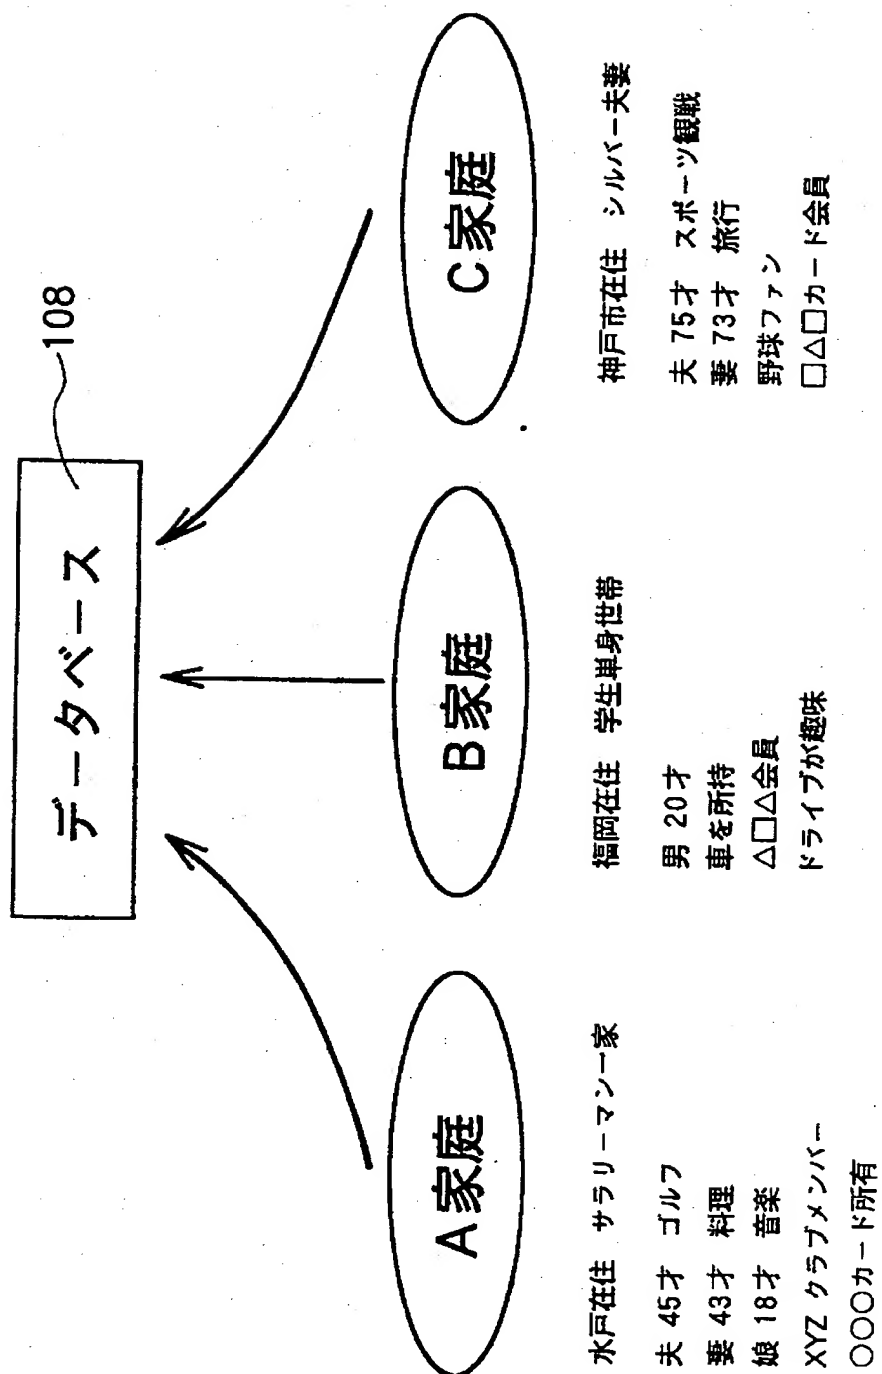 データベース
108
A家庭
水戸在住 サラリーマン一家
夫 45才 ゴルフ
妻 43才 料理
娘 18才 音楽
XYZ クラブメンバー
○○○カード所有
B家庭
福岡在住 学生単身世帯
男 20才
車を所持
△□△会員
ドライブが趣味
C家庭
神戸市在住 シルバー夫妻
夫 75才 スポーツ観戦
妻 73才 旅行
野球ファン
□△□カード会員